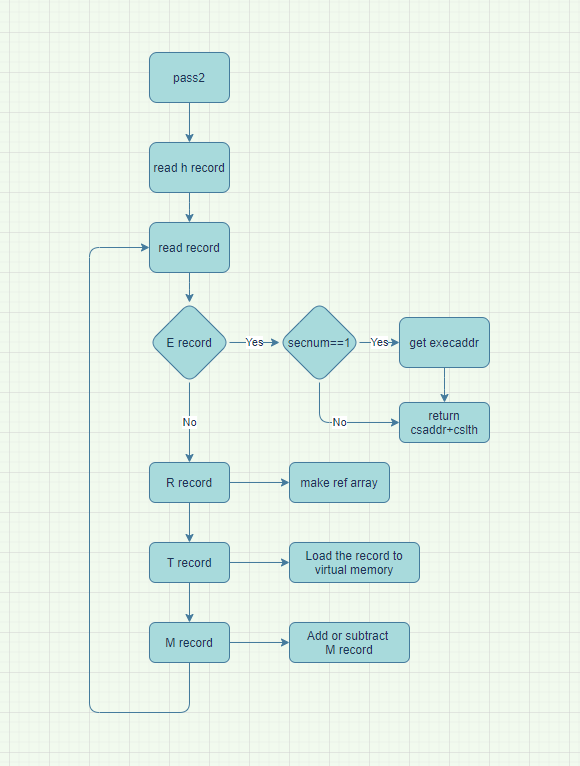 pass2
read h record
read record
E record
Yes
secnum==1
Yes
get execaddr
No
No
return
csaddr+cslth
R record
make ref array
T record
Load the record to
virtual memory
M record
Add or subtract
M record